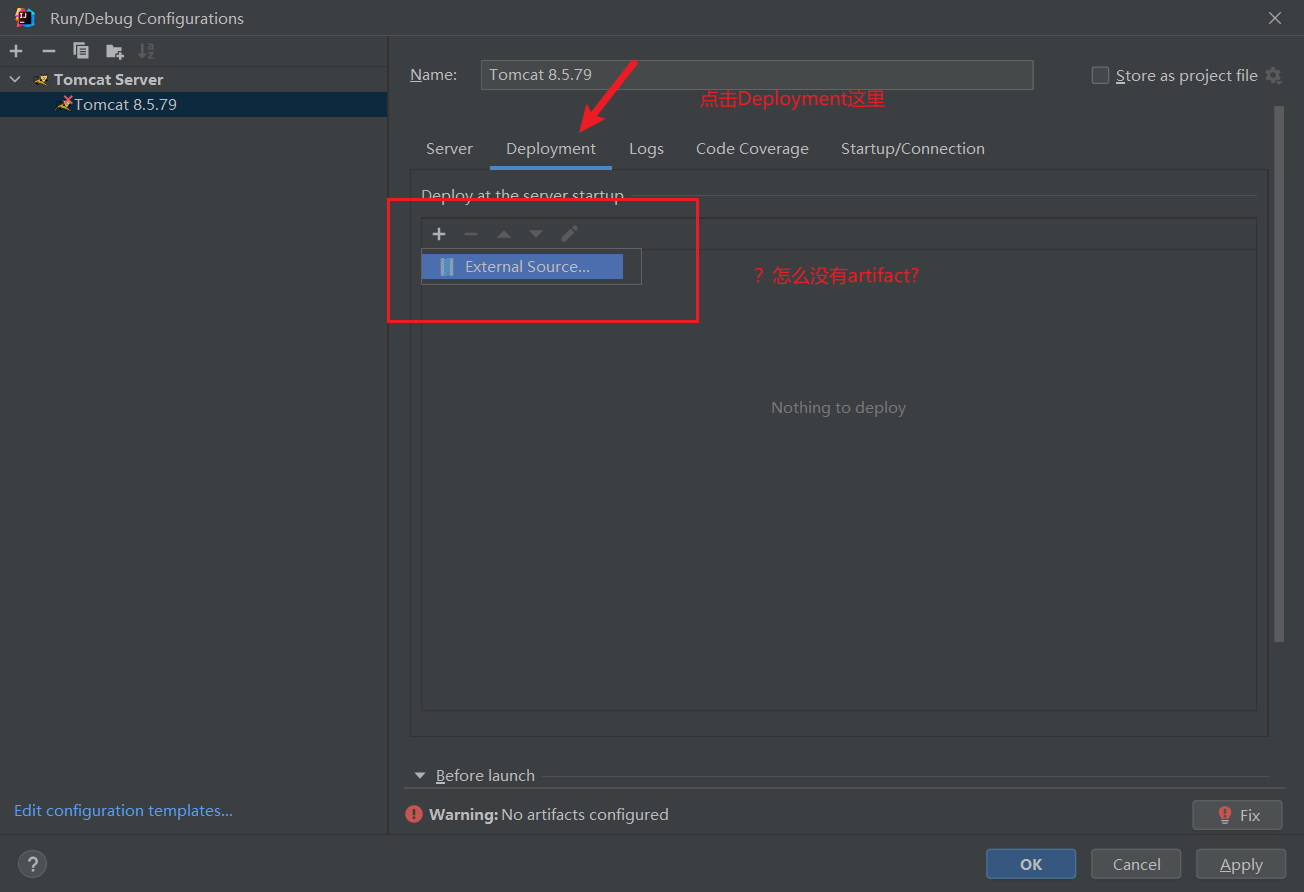 Run/Debug Configurations
Tomcat Server
Tomcat 8.5.79
Name:
Tomcat 8.5.79
Store as project file
点击Deployment这里
Server
Deployment
Logs
Code Coverage
Startup/Connection
Deploy at the server startup
External Source...
？怎么没有artifact?
Nothing to deploy
Before launch
Edit configuration templates...
Warning: No artifacts configured
Fix
?
OK
Cancel
Apply